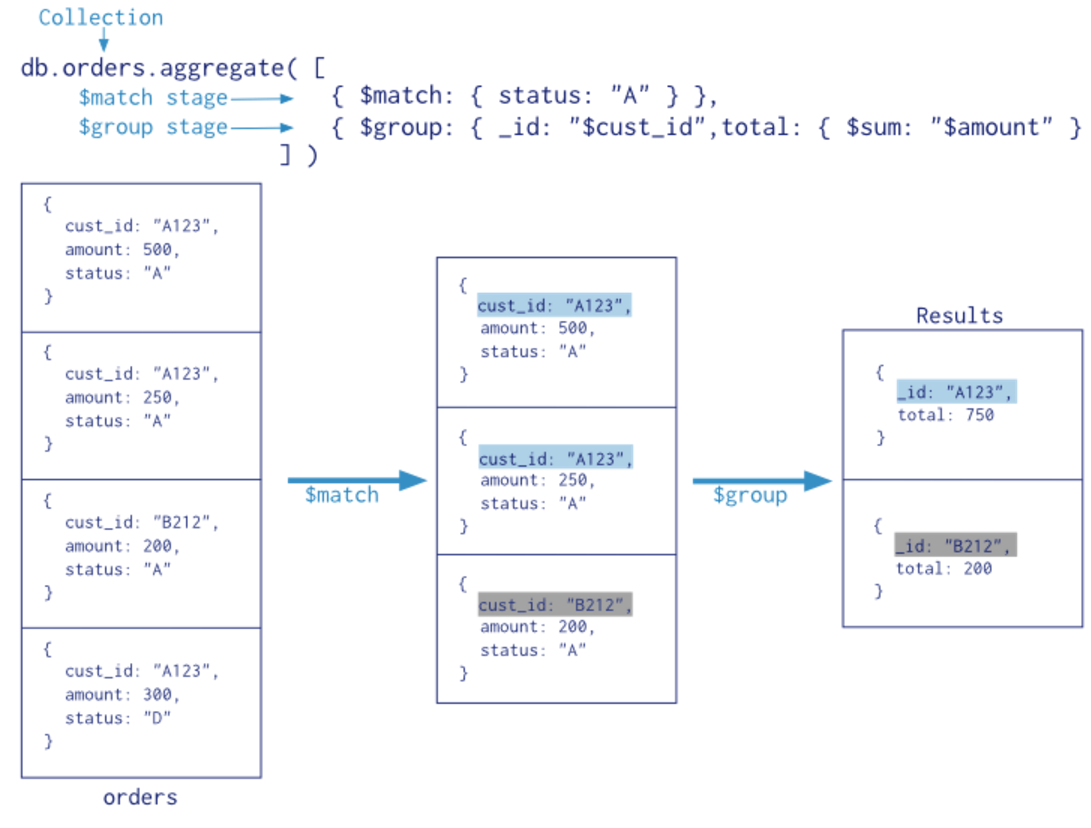 Collection
db.orders.aggregate( [
$match stage
{ $match: { status: "A" } },
$group stage
{ $group: { _id: "$cust_id",total: { $sum: "$amount" }
] )
{
cust_id: "A123",
amount: 500,
status: "A"
}
{
cust_id: "A123",
amount: 250,
status: "A"
}
{
cust_id: "B212",
amount: 200,
status: "A"
}
{
cust_id: "A123",
amount: 300,
status: "D"
}
orders
$match
{
cust_id: "A123",
amount: 500,
status: "A"
}
{
cust_id: "A123",
amount: 250,
status: "A"
}
{
cust_id: "B212",
amount: 200,
status: "A"
}
$group
Results
{
_id: "A123",
total: 750
}
{
_id: "B212",
total: 200
}